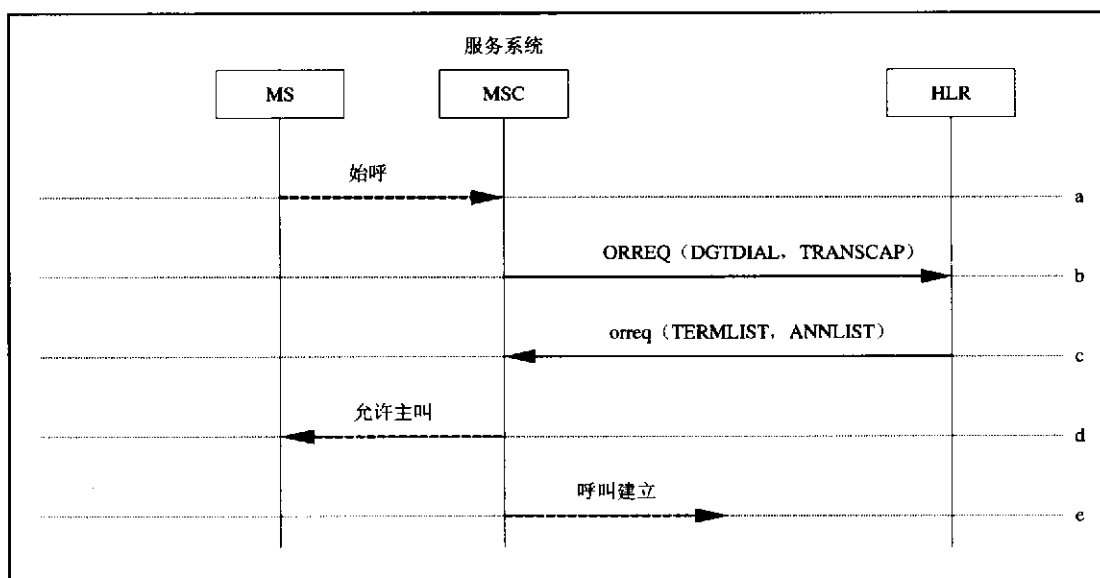 服务系统
MS
MSC
HLR
始呼
a
ORREQ（DGTDIAL，TRANSCAP）
b
orreq（TERMLIST，ANNLIST）
c
允许主叫
d
呼叫建立
e